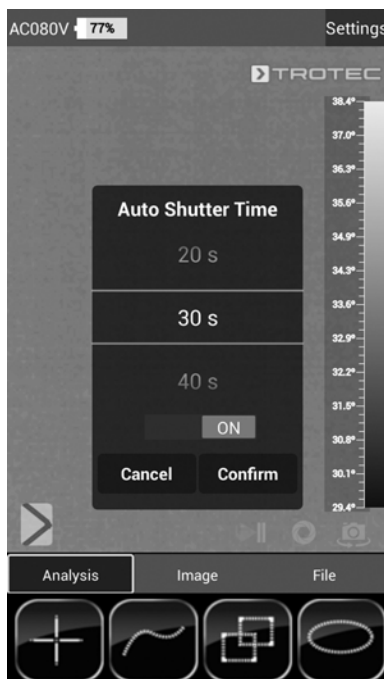 AC080V 77% Settings
TROTEC
38.4°
37.0°
36.3°
35.6°
34.9°
34.3°
33.6°
32.9°
32.2°
31.5°
30.8°
30.1°
29.4°
Auto Shutter Time
20 s
30 s
40 s
ON
Cancel Confirm
Analysis Image File